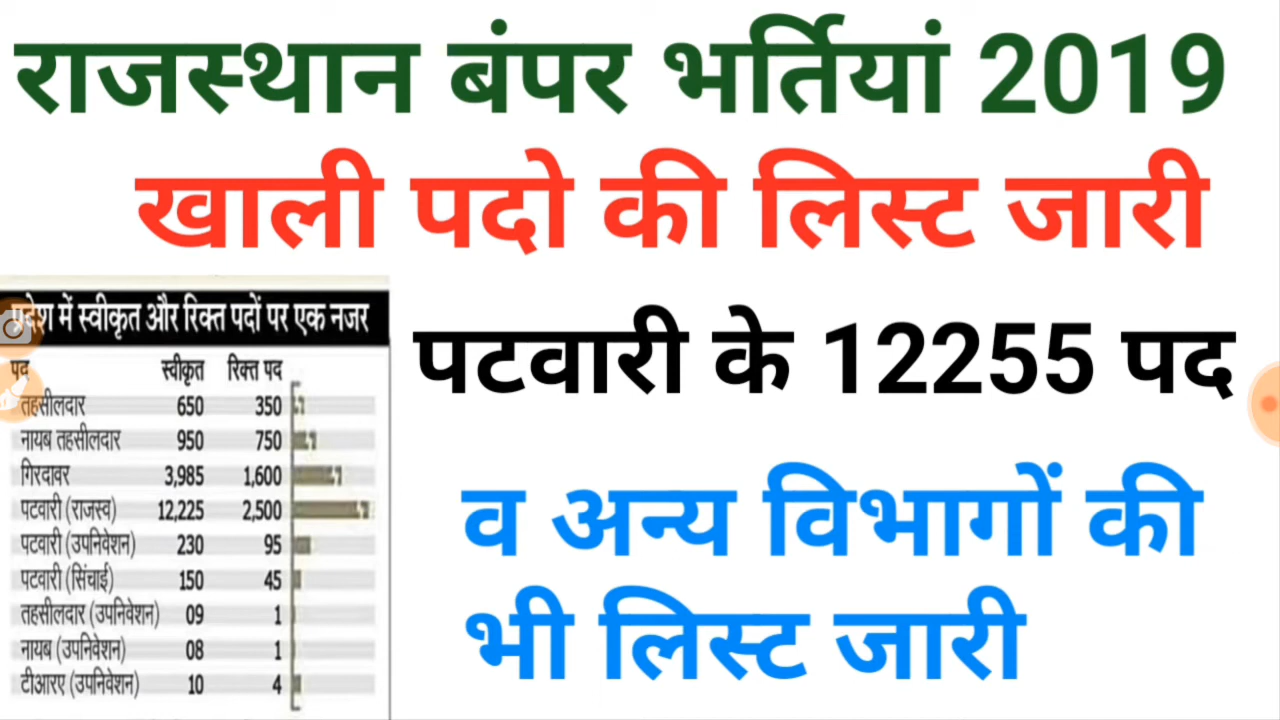 राजस्थान बंपर भर्तियां 2019
खाली पदो की लिस्ट जारी
प्रदेश में स्वीकृत और रिक्त पदों पर एक नजर
पद स्वीकृत रिक्त पद
तहसीलदार 650 350
नायब तहसीलदार 950 750
गिरदावर 3,985 1,600
पटवारी (राजस्व) 12,225 2,500
पटवारी (उपनिवेशन) 230 95
पटवारी (सिंचाई) 150 45
तहसीलदार (उपनिवेशन) 09 1
नायब (उपनिवेशन) 08 1
टीआरए (उपनिवेशन) 10 4
पटवारी के 12255 पद
व अन्य विभागों की
भी लिस्ट जारी